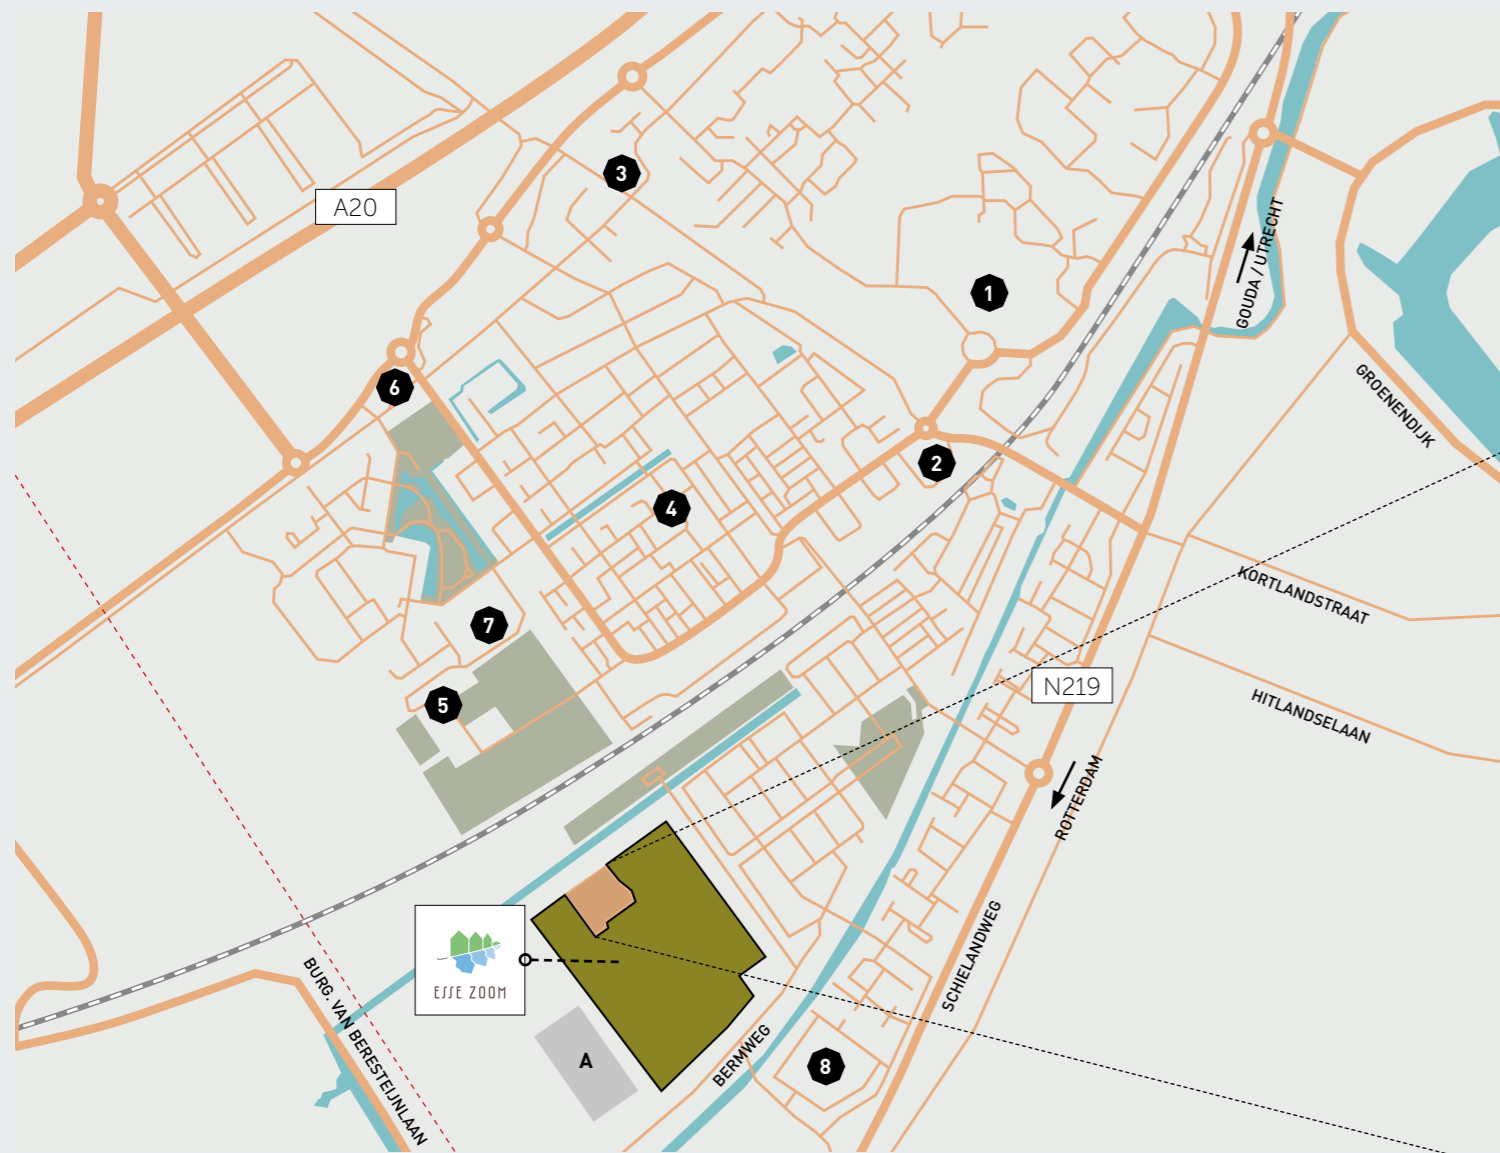 3
A20
GOUDA / UTRECHT
1
6
GROENENDIJK
2
4
KORTLANDSTRAAT
7
N219
5
HITLANDSELAAN
ROTTERDAM
SCHIELANDWEG
ESSE ZOOM
BURG. VAN BERESTEIJNLAAN
A
BERMWEG
8